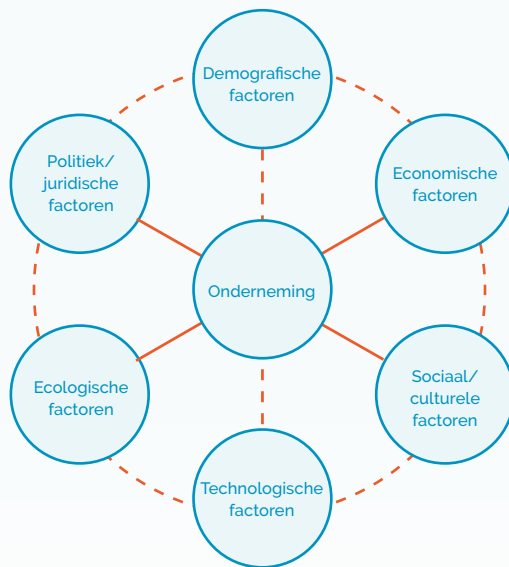 Demografische
factoren
Politiek/
juridische
factoren
Economische
factoren
Onderneming
Ecologische
factoren
Sociaal/
culturele
factoren
Technologische
factoren